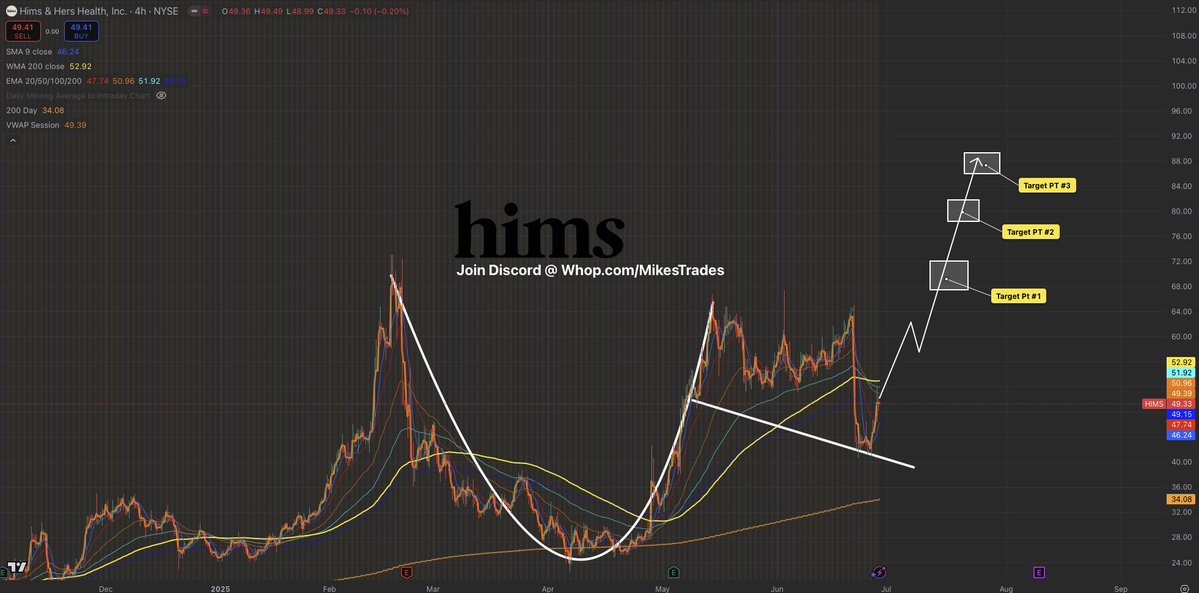 Hims & Hers Health, Inc. · 4h · NYSE
O49.36 H49.49 L48.99 C49.33 −0.10 (−0.20%)
49.41 SELL
0.00
49.41 BUY
SMA 9 close 46.24
WMA 200 close 52.92
EMA 20/50/100/200 47.74 50.96 51.92 49.15
Daily Moving Average to Intraday Chart
200 Day 34.08
VWAP Session 49.39
hims
Join Discord @ Whop.com/MikesTrades
Target PT #3
Target PT #2
Target Pt #1
112.00
108.00
104.00
100.00
96.00
92.00
88.00
84.00
80.00
76.00
72.00
68.00
64.00
60.00
52.92
51.92
50.96
49.39
HIMS 49.33
49.15
47.74
46.24
40.00
36.00
34.08
32.00
28.00
24.00
E
E
E
E
Dec
2025
Feb
Mar
Apr
May
Jun
Jul
Aug
Sep